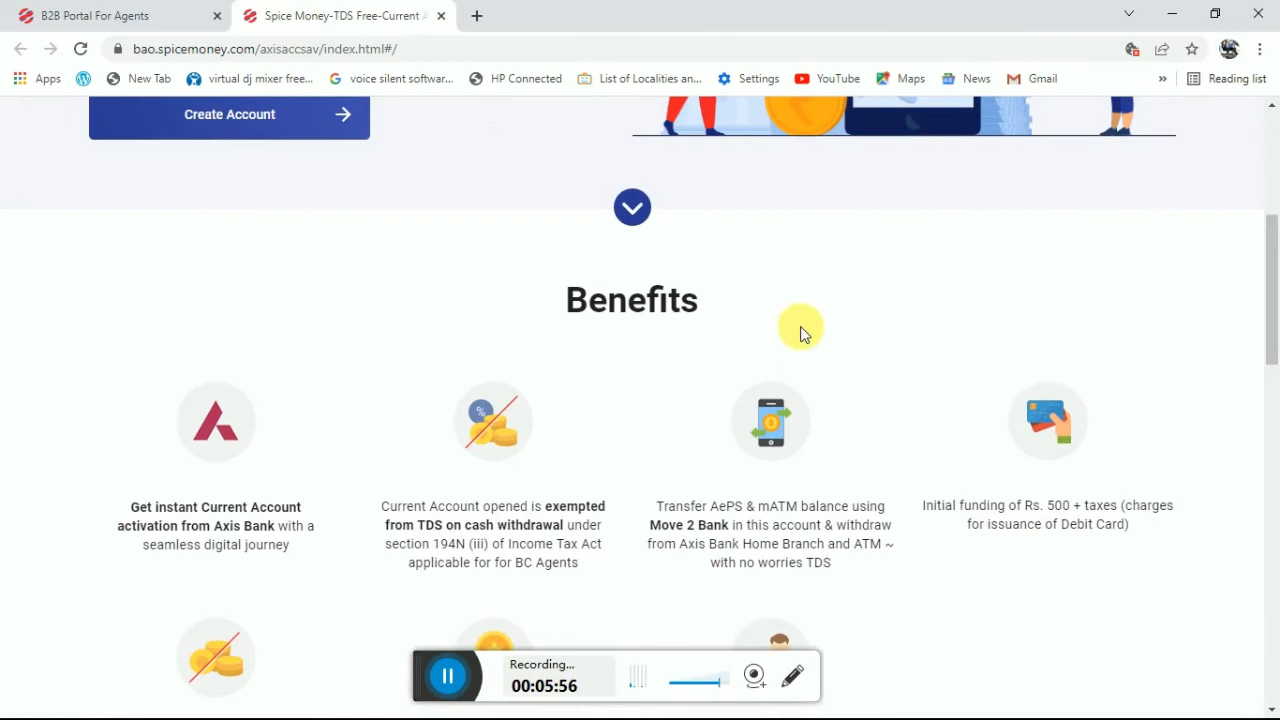 B2B Portal For Agents
Spice Money-TDS Free-Current A
bao.spicemoney.com/axisaccsav/index.html#/
Apps
New Tab
virtual dj mixer free...
voice silent softwar...
HP Connected
List of Localities an...
Settings
YouTube
Maps
News
Gmail
»
Reading list
Create Account
Benefits
%
Get instant Current Account
activation from Axis Bank with a
seamless digital journey
Current Account opened is exempted
from TDS on cash withdrawal under
section 194N (iii) of Income Tax Act
applicable for for BC Agents
Transfer AePS & mATM balance using
Move 2 Bank in this account & withdraw
from Axis Bank Home Branch and ATM ~
with no worries TDS
Initial funding of Rs. 500 + taxes (charges
for issuance of Debit Card)
Recording...
00:05:56